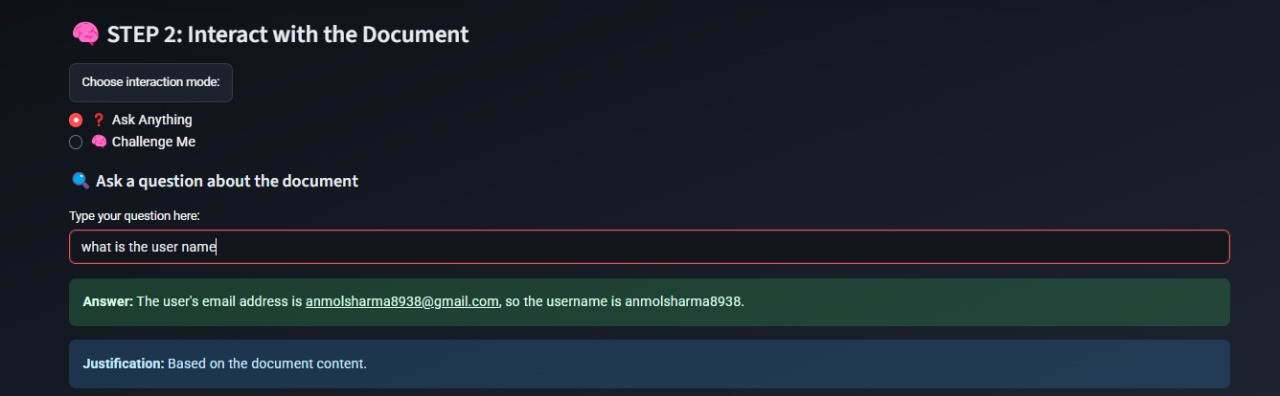 🧠 STEP 2: Interact with the Document
Choose interaction mode:
❓ Ask Anything
🧠 Challenge Me
🔍 Ask a question about the document
Type your question here:
what is the user name
Answer: The user's email address is anmolsharma8938@gmail.com, so the username is anmolsharma8938.
Justification: Based on the document content.